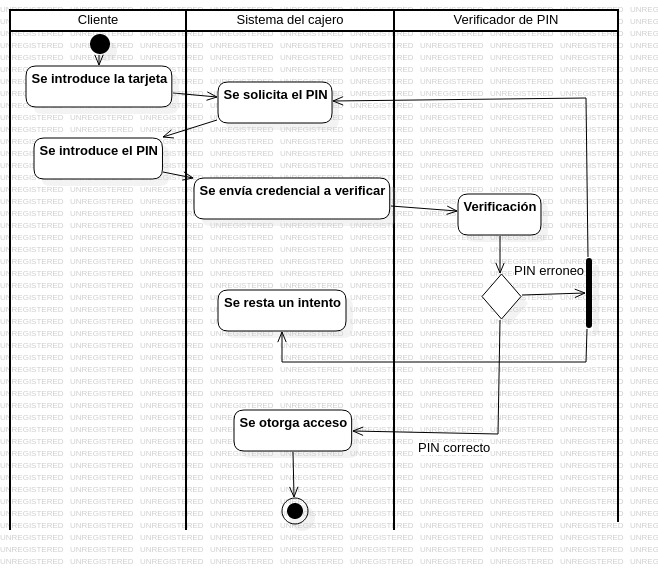 Cliente
Sistema del cajero
Verificador de PIN
Se introduce la tarjeta
Se solicita el PIN
Se introduce el PIN
Se envía credencial a verificar
Verificación
PIN erroneo
Se resta un intento
Se otorga acceso
PIN correcto
UNREGISTERED